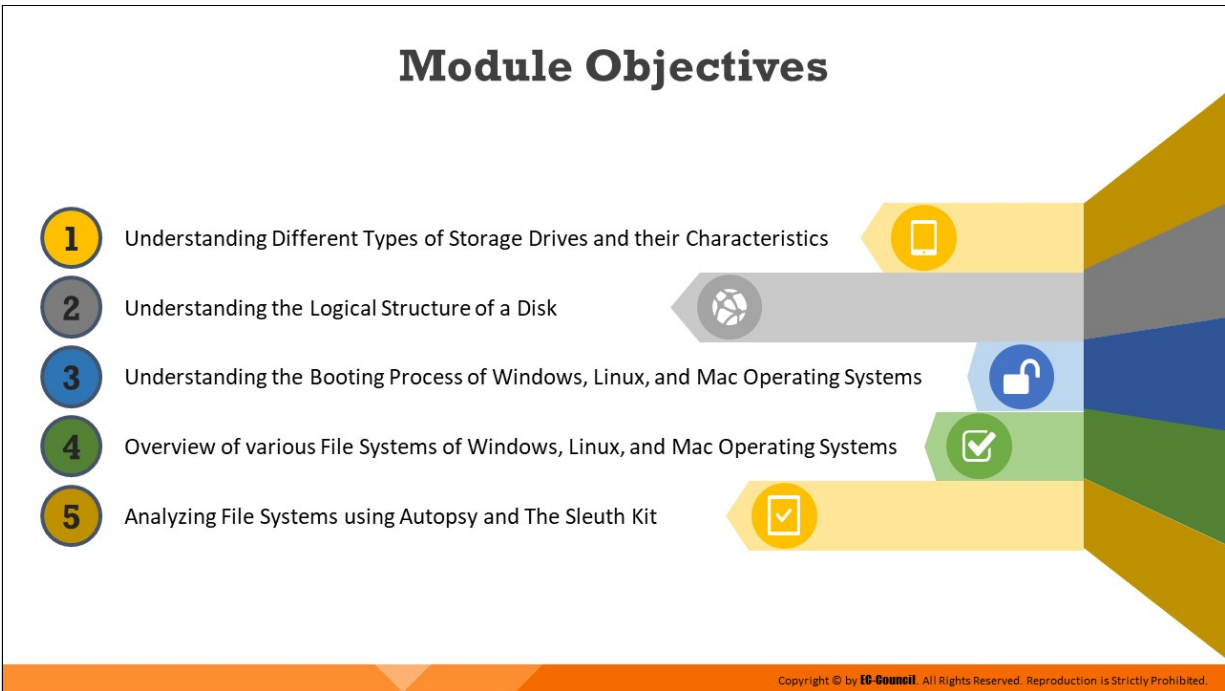 Module Objectives
1 Understanding Different Types of Storage Drives and their Characteristics
2 Understanding the Logical Structure of a Disk
3 Understanding the Booting Process of Windows, Linux, and Mac Operating Systems
4 Overview of various File Systems of Windows, Linux, and Mac Operating Systems
5 Analyzing File Systems using Autopsy and The Sleuth Kit
Copyright © by EC-Council. All Rights Reserved. Reproduction is Strictly Prohibited.